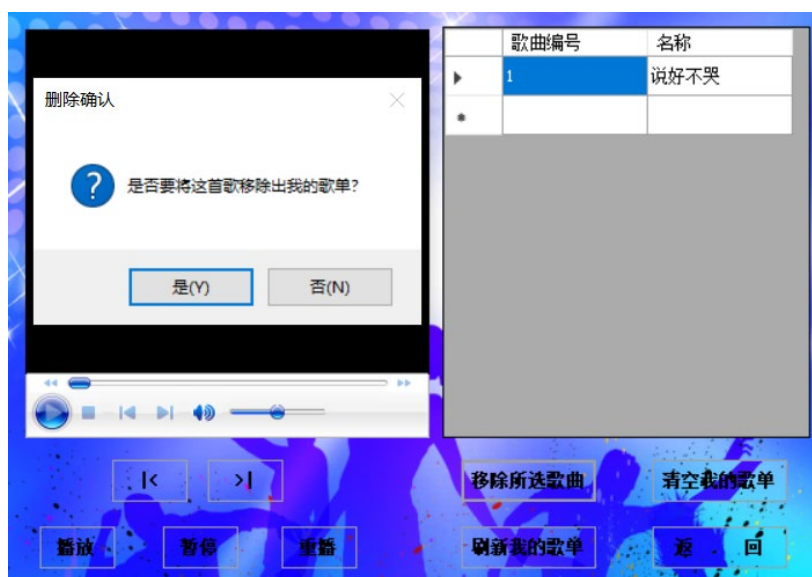 歌曲编号 名称
1 说好不哭
删除确认
是否要将这首歌移除出我的歌单?
是(Y) 否(N)
|< >| 移除所选歌曲 清空我的歌单
播放 暂停 重播 刷新我的歌单 返 回